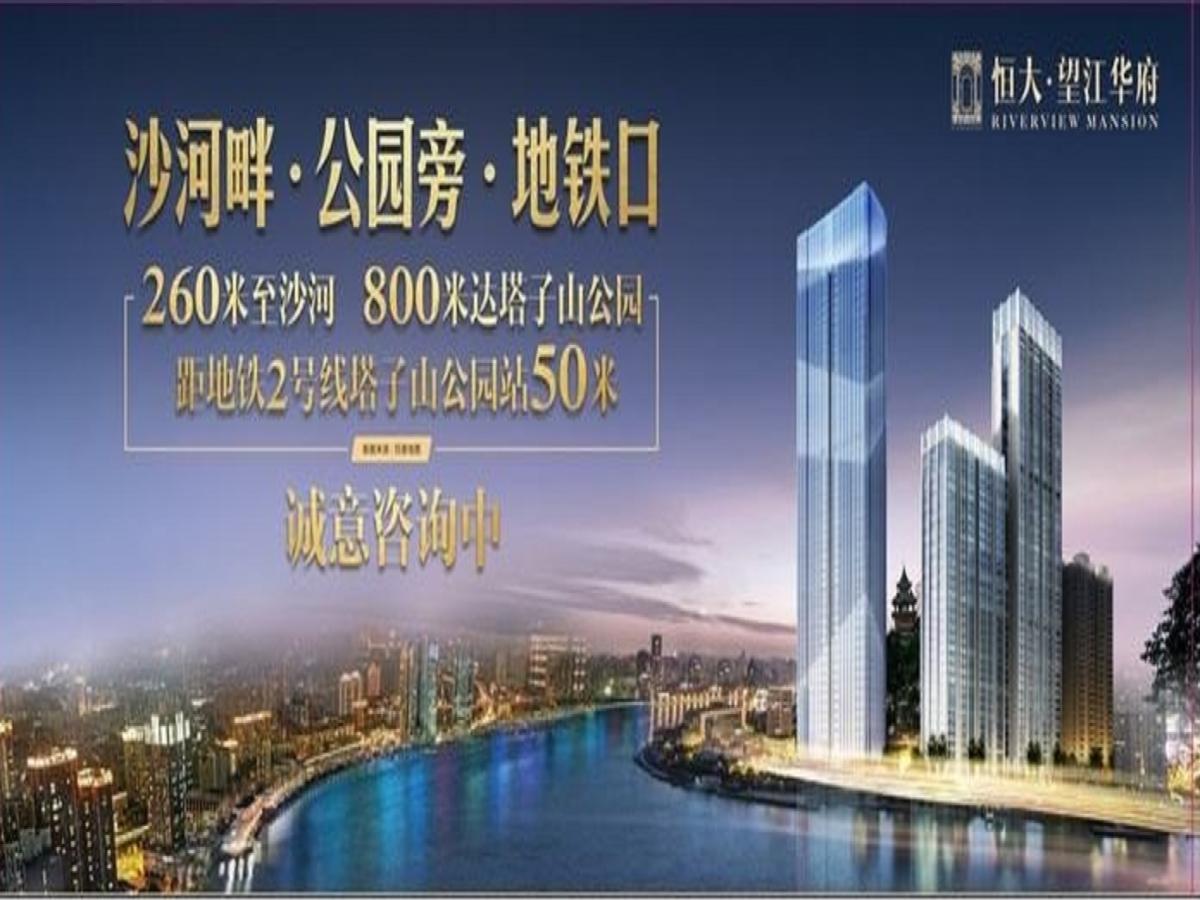 恒大·望江华府
RIVERVIEW MANSION
沙河畔·公园旁·地铁口
260米至沙河 800米达塔子山公园
距地铁2号线塔子山公园站50米
诚意咨询中